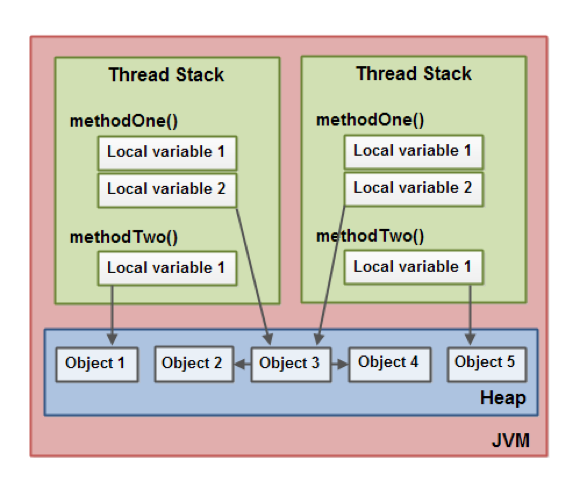 Thread Stack
methodOne()
Local variable 1
Local variable 2
methodTwo()
Local variable 1
Thread Stack
methodOne()
Local variable 1
Local variable 2
methodTwo()
Local variable 1
Object 1
Object 2
Object 3
Object 4
Object 5
Heap
JVM